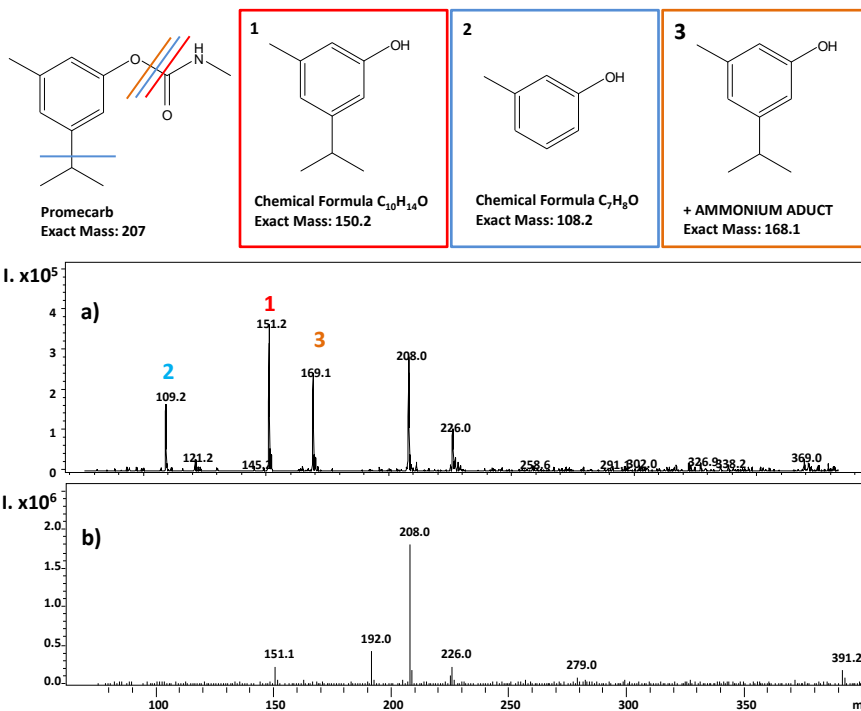 O
N
H
O
Promecarb
Exact Mass: 207
1
OH
Chemical Formula C₁₀H₁₄O
Exact Mass: 150.2
2
OH
Chemical Formula C₇H₈O
Exact Mass: 108.2
3
OH
+ AMMONIUM ADUCT
Exact Mass: 168.1
I. x10⁵
a)
5
4
3
2
1
0
2
109.2
121.2
145.
1
151.2
3
169.1
208.0
226.0
258.6
291.1
302.0
326.9
338.2
369.0
I. x10⁶
b)
2.0
1.5
1.0
0.5
0.0
151.1
192.0
208.0
226.0
279.0
391.2
100
150
200
250
300
350
m